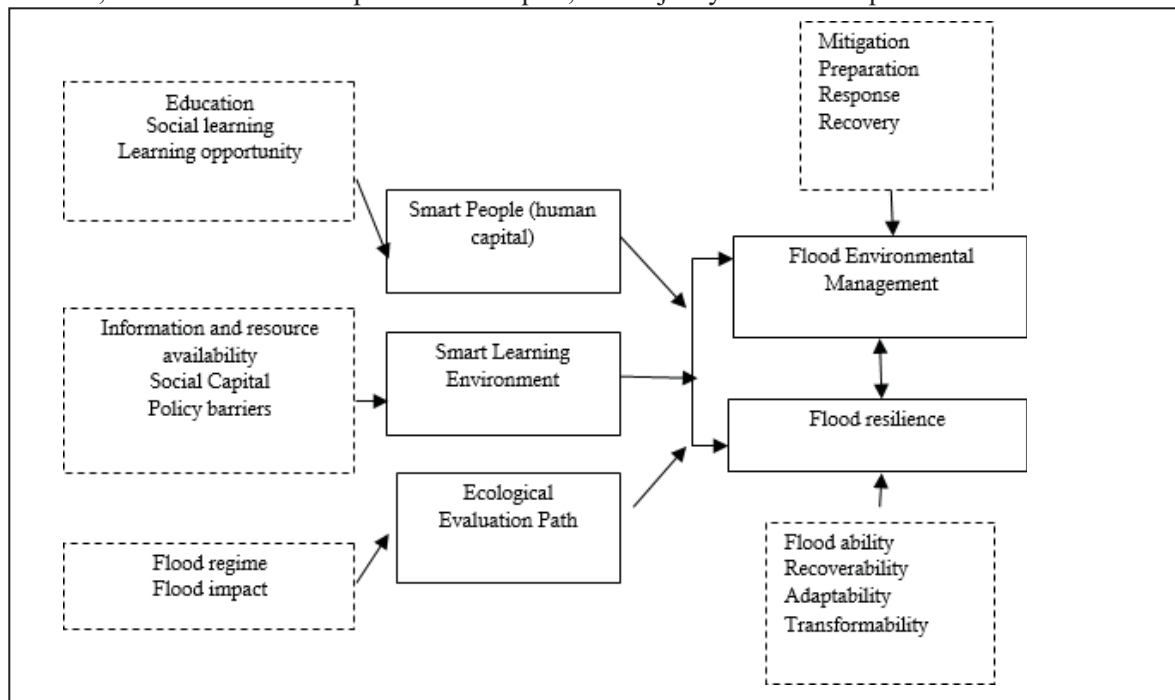 Mitigation
Preparation
Response
Recovery
Education
Social learning
Learning opportunity
Smart People (human
capital)
Flood Environmental
Management
Information and resource
availability
Social Capital
Policy barriers
Smart Learning
Environment
Flood resilience
Ecological
Evaluation Path
Flood regime
Flood impact
Flood ability
Recoverability
Adaptability
Transformability